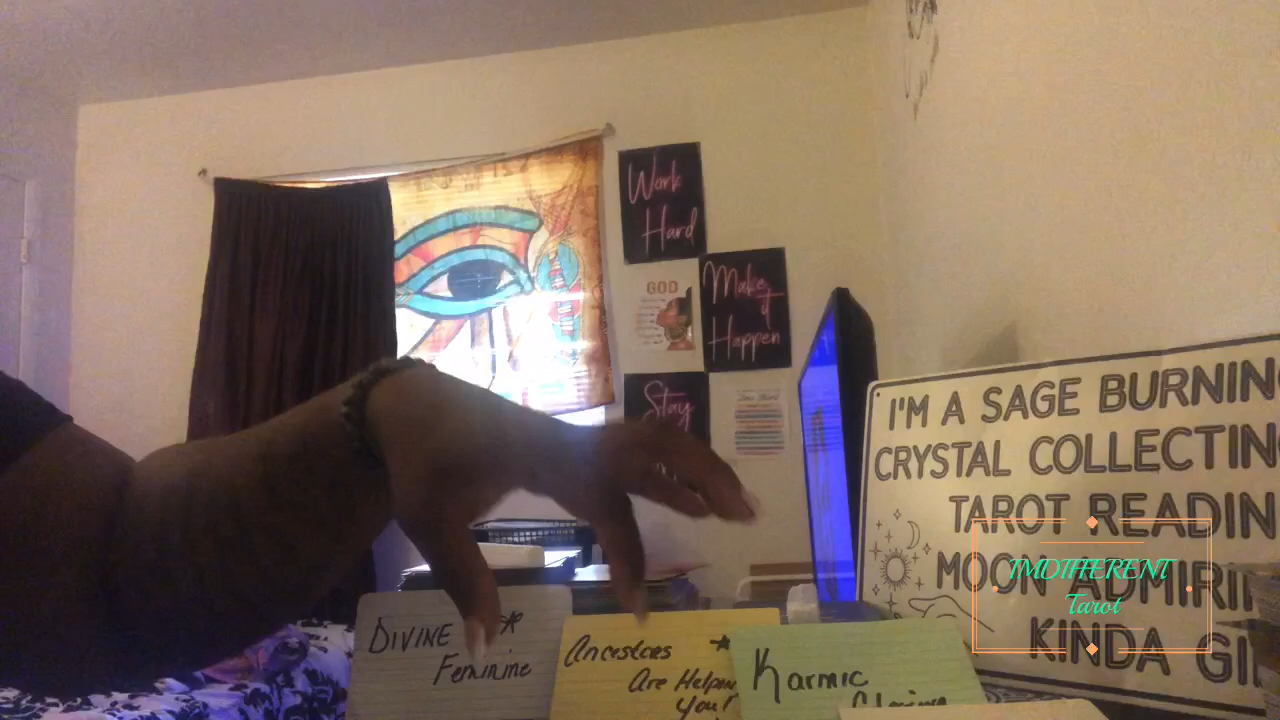 Work
Hard
GOD
Make
it
Happen
Stay
I'M A SAGE BURNIN
CRYSTAL COLLECTIN
TAROT READIN
MOON ADMIRIN
KINDA GI
IMDIFFERENT
Tarot
DIVINE
Feminine
Ancestors
Are Helpin
You!
Karmic